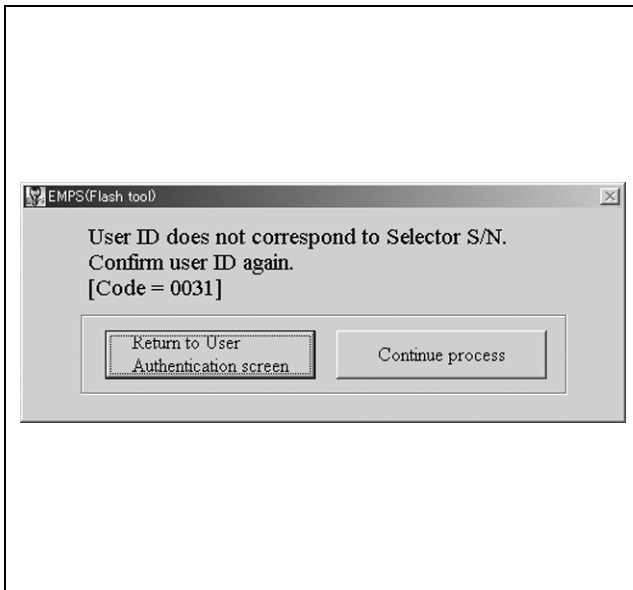 EMPS(Flash tool)
User ID does not correspond to Selector S/N.
Confirm user ID again.
[Code = 0031]
Return to User
Authentication screen
Continue process